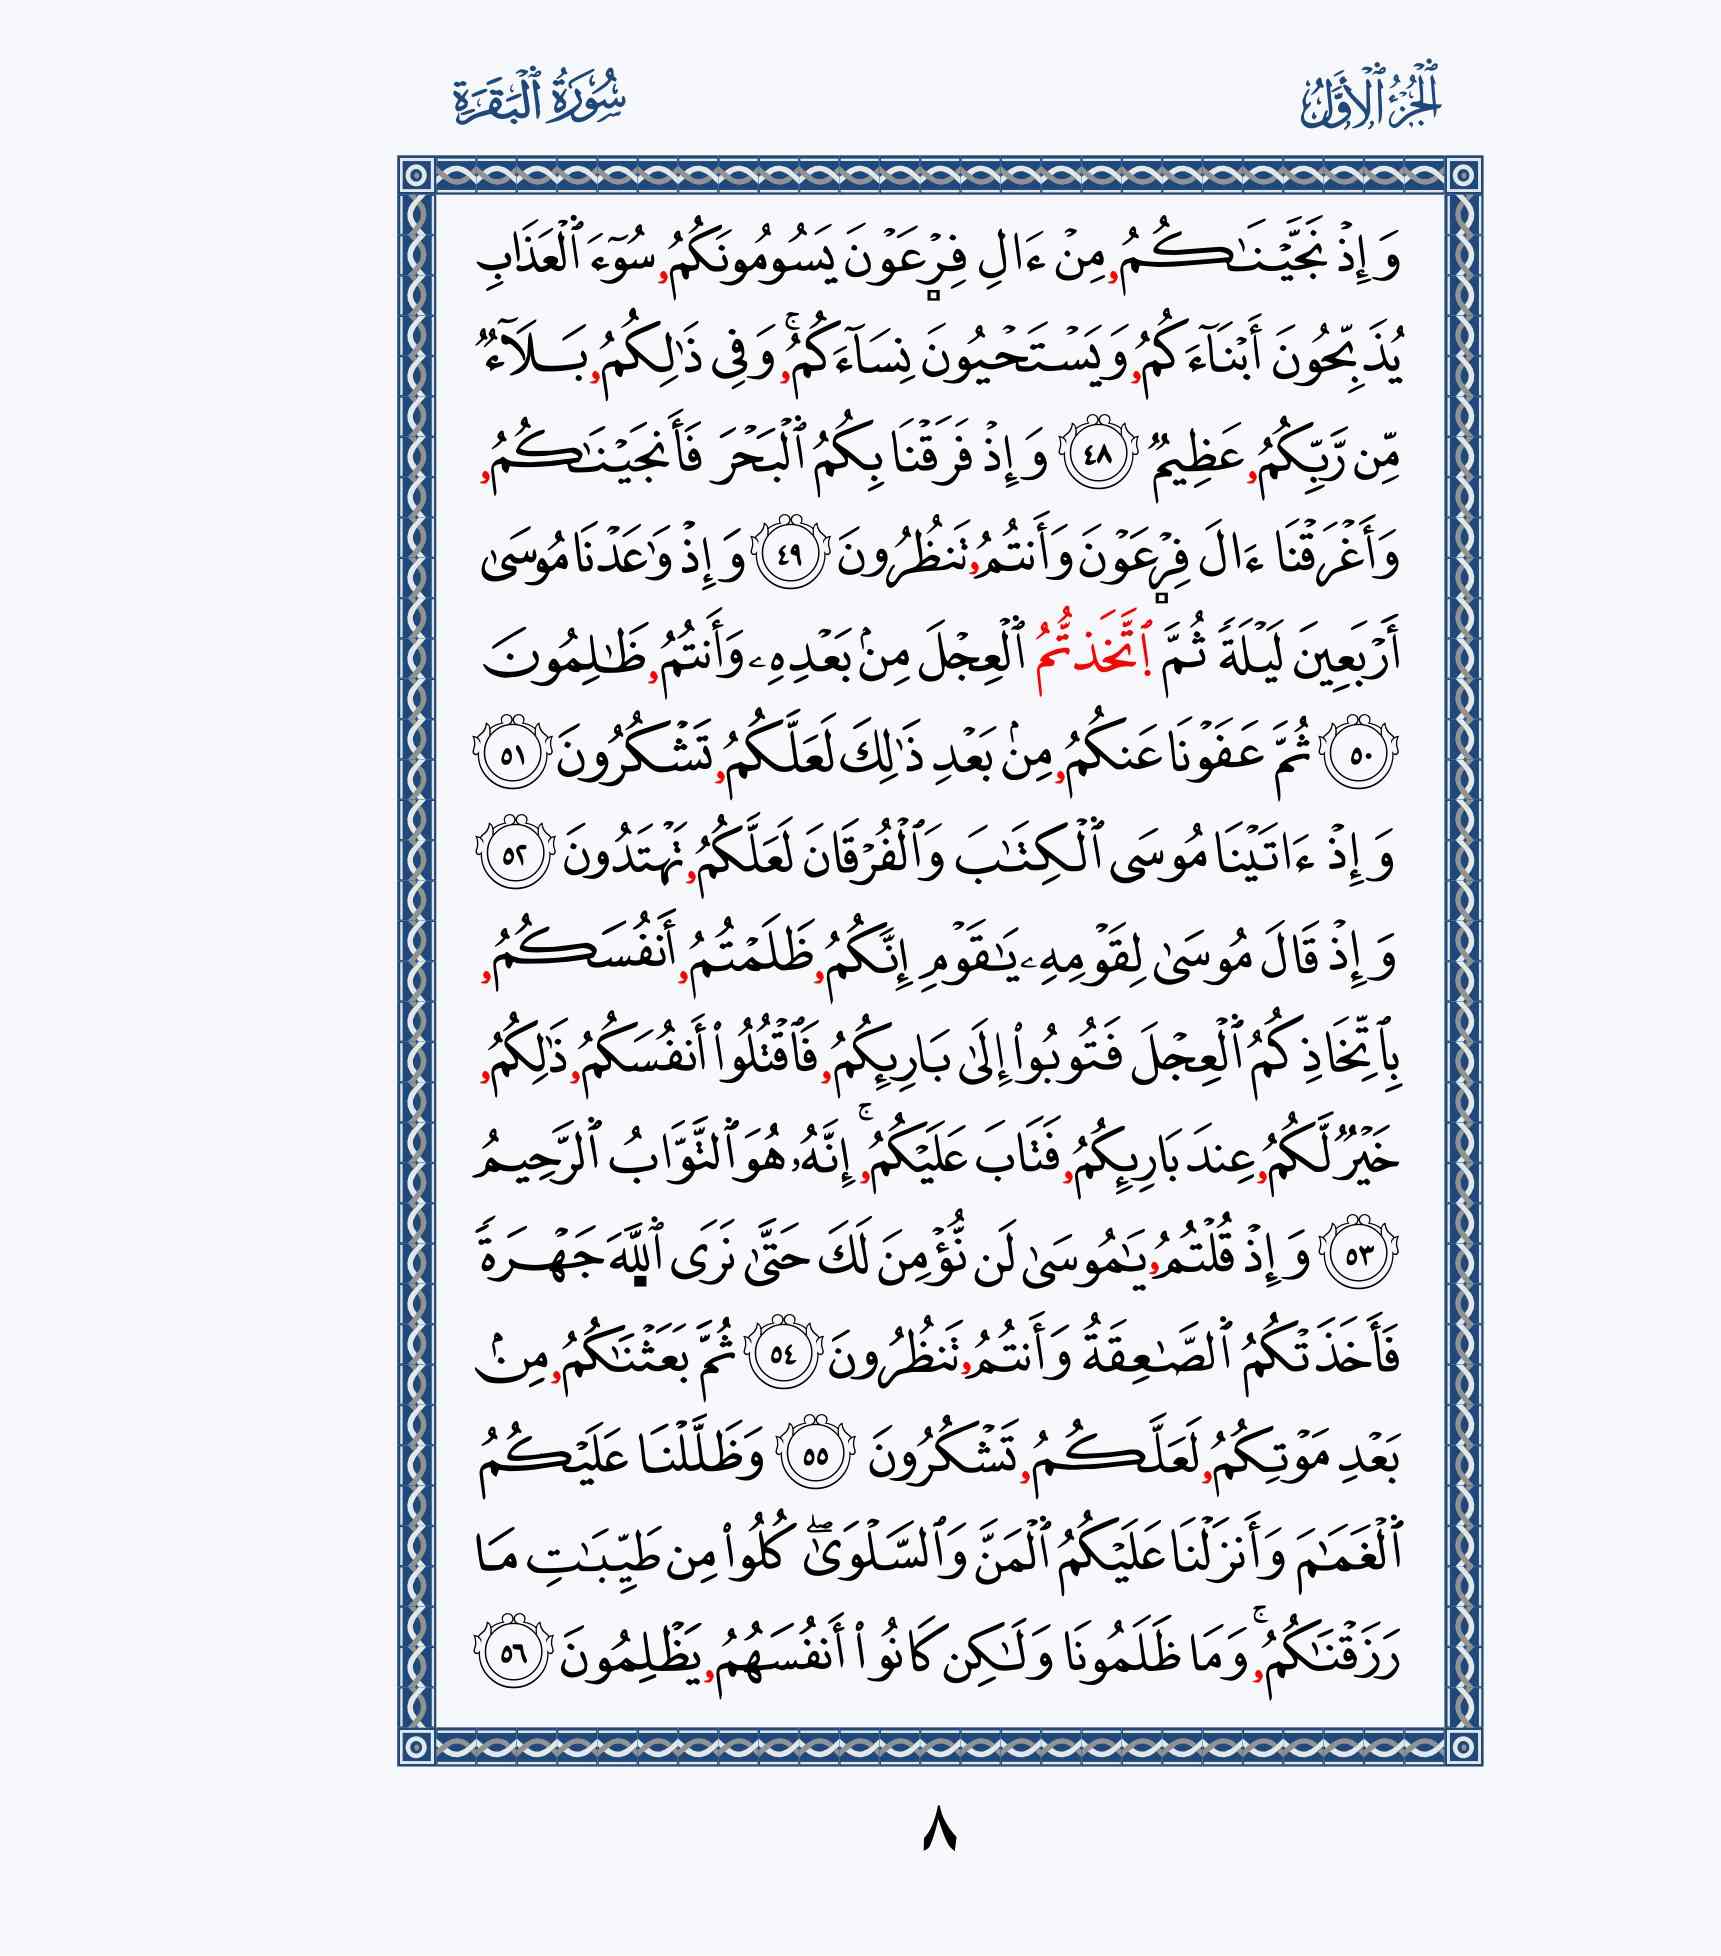 ٱلْجُزْءُ ٱلْأَوَّلُ
سُورَةُ ٱلْبَقَرَةِ
وَإِذْ نَجَّيْنَـٰكُمُۥ مِنْ ءَالِ فِرْعَوْنَ يَسُومُونَكُمُۥ سُوٓءَ ٱلْعَذَابِ
يُذَبِّحُونَ أَبْنَآءَكُمُۥ وَيَسْتَحْيُونَ نِسَآءَكُمُۥۚ وَفِى ذَٰلِكُمُۥ بَلَآءٌ
مِّن رَّبِّكُمُۥ عَظِيمٌ ٤٨ وَإِذْ فَرَقْنَا بِكُمُ ٱلْبَحْرَ فَأَنجَيْنَـٰكُمُۥ
وَأَغْرَقْنَا ءَالَ فِرْعَوْنَ وَأَنتُمُۥ تَنظُرُونَ ٤٩ وَإِذْ وَٰعَدْنَا مُوسَىٰ
أَرْبَعِينَ لَيْلَةً ثُمَّ ٱتَّخَذتُّمُ ٱلْعِجْلَ مِنۢ بَعْدِهِۦ وَأَنتُمُۥ ظَـٰلِمُونَ
٥٠ ثُمَّ عَفَوْنَا عَنكُمُۥ مِنۢ بَعْدِ ذَٰلِكَ لَعَلَّكُمُۥ تَشْكُرُونَ ٥١
وَإِذْ ءَاتَيْنَا مُوسَى ٱلْكِتَـٰبَ وَٱلْفُرْقَانَ لَعَلَّكُمُۥ تَهْتَدُونَ ٥٢
وَإِذْ قَالَ مُوسَىٰ لِقَوْمِهِۦ يَـٰقَوْمِ إِنَّكُمُۥ ظَلَمْتُمُۥ أَنفُسَكُمُۥ
بِٱتِّخَاذِكُمُ ٱلْعِجْلَ فَتُوبُوا۟ إِلَىٰ بَارِئِكُمُۥ فَٱقْتُلُوا۟ أَنفُسَكُمُۥ ذَٰلِكُمُۥ
خَيْرٌ لَّكُمُۥ عِندَ بَارِئِكُمُۥ فَتَابَ عَلَيْكُمُۥۚ إِنَّهُۥ هُوَ ٱلتَّوَّابُ ٱلرَّحِيمُ
٥٣ وَإِذْ قُلْتُمُۥ يَـٰمُوسَىٰ لَن نُّؤْمِنَ لَكَ حَتَّىٰ نَرَى ٱللَّهَ جَهْرَةً
فَأَخَذَتْكُمُ ٱلصَّـٰعِقَةُ وَأَنتُمُۥ تَنظُرُونَ ٥٤ ثُمَّ بَعَثْنَـٰكُمُۥ مِنۢ
بَعْدِ مَوْتِكُمُۥ لَعَلَّكُمُۥ تَشْكُرُونَ ٥٥ وَظَلَّلْنَا عَلَيْكُمُ
ٱلْغَمَـٰمَ وَأَنزَلْنَا عَلَيْكُمُ ٱلْمَنَّ وَٱلسَّلْوَىٰۖ كُلُوا۟ مِن طَيِّبَـٰتِ مَا
رَزَقْنَـٰكُمُۥۚ وَمَا ظَلَمُونَا وَلَـٰكِن كَانُوٓا۟ أَنفُسَهُمُۥ يَظْلِمُونَ ٥٦
٨